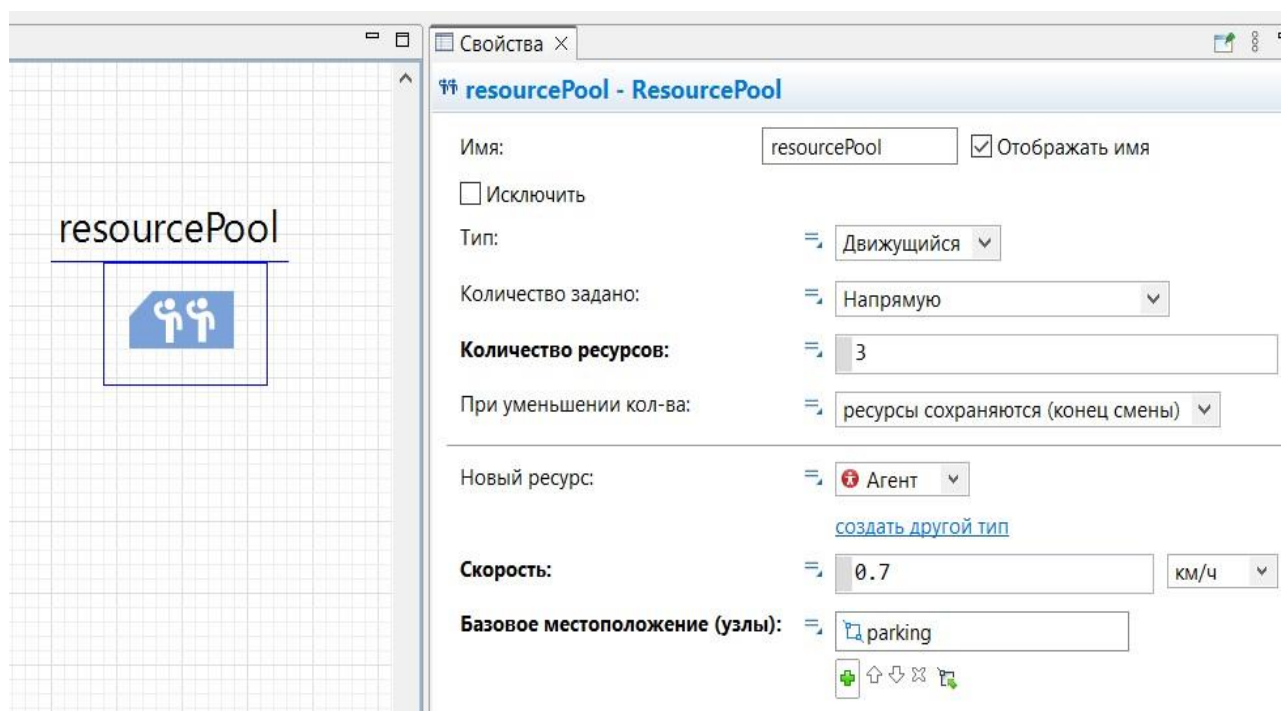 Свойства
resourcePool - ResourcePool
Имя: resourcePool Отображать имя
Исключить
resourcePool
Тип: Движущийся
Количество задано: Напрямую
Количество ресурсов: 3
При уменьшении кол-ва: ресурсы сохраняются (конец смены)
Новый ресурс: Агент
создать другой тип
Скорость: 0.7 км/ч
Базовое местоположение (узлы): parking